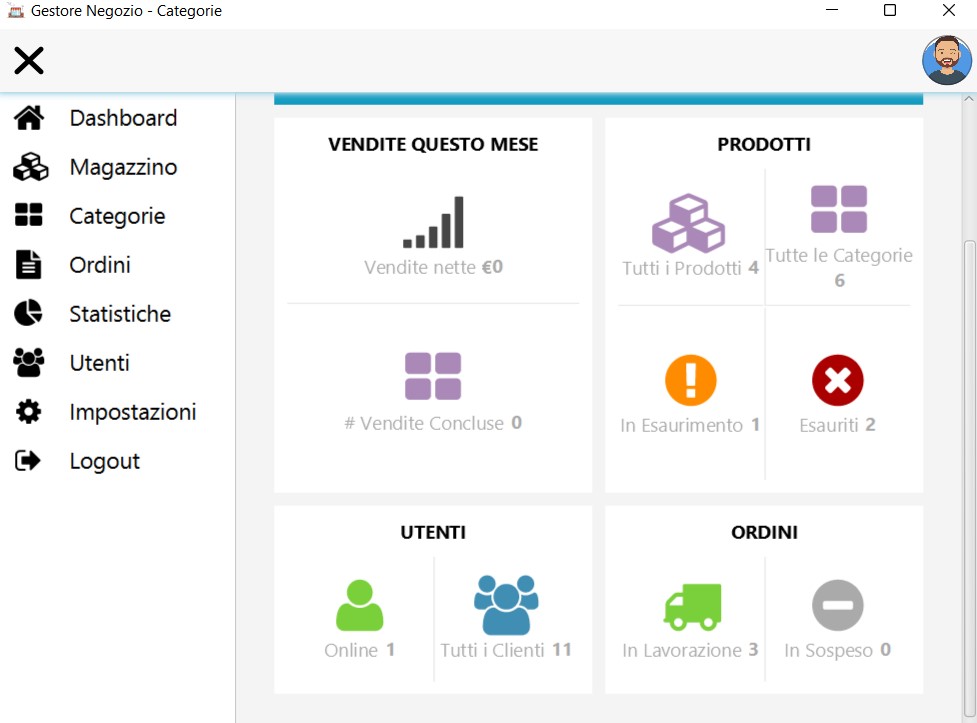 Gestore Negozio - Categorie
Dashboard
Magazzino
Categorie
Ordini
Statistiche
Utenti
Impostazioni
Logout
VENDITE QUESTO MESE
Vendite nette €0
# Vendite Concluse 0
PRODOTTI
Tutti i Prodotti 4
Tutte le Categorie
6
In Esaurimento 1
Esauriti 2
UTENTI
Online 1
Tutti i Clienti 11
ORDINI
In Lavorazione 3
In Sospeso 0